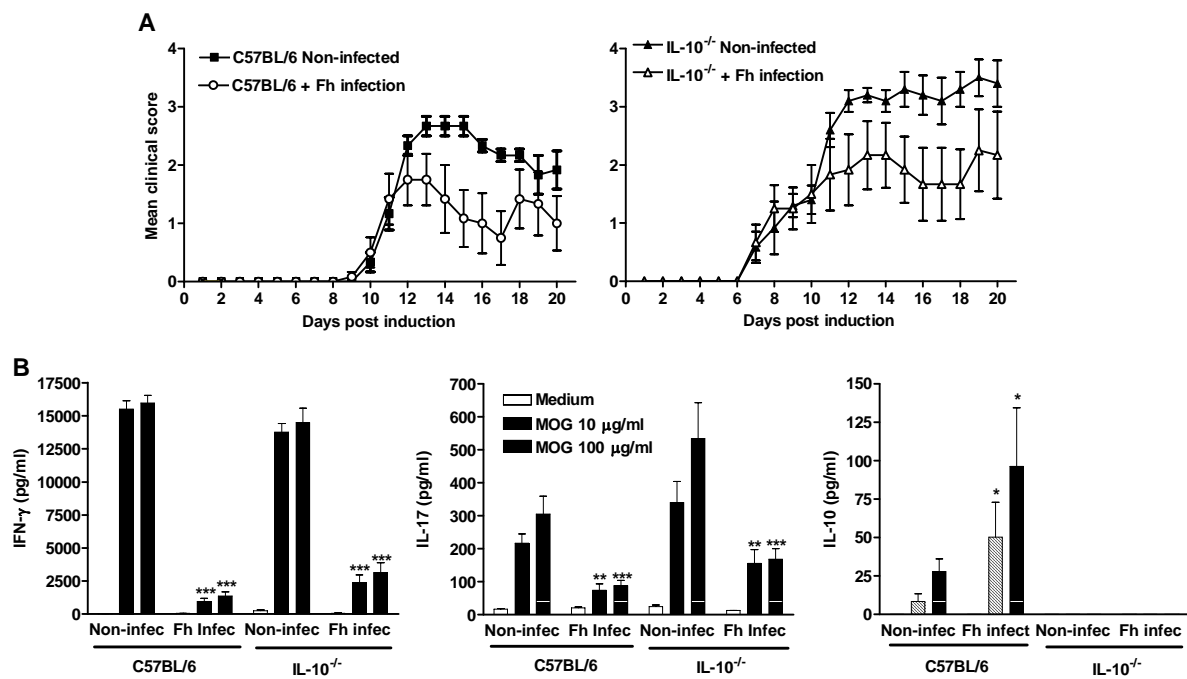 A
C57BL/6 Non-infected
C57BL/6 + Fh infection
Mean clinical score
4
3
2
1
0
0 2 4 6 8 10 12 14 16 18 20
Days post induction
IL-10-/- Non-infected
IL-10-/- + Fh infection
4
3
2
1
0
0 2 4 6 8 10 12 14 16 18 20
Days post induction
B
IFN-γ (pg/ml)
17500
15000
12500
10000
7500
5000
2500
0
*** ***
*** ***
Non-infec Fh Infec Non-infec Fh infec
C57BL/6 IL-10-/-
IL-17 (pg/ml)
700
600
500
400
300
200
100
0
Medium
MOG 10 μg/ml
MOG 100 μg/ml
** ***
** ***
Non-infec Fh Infec Non-infec Fh infec
C57BL/6 IL-10-/-
IL-10 (pg/ml)
150
125
100
75
50
25
0
* *
Non-infec Fh infect Non-infec Fh infec
C57BL/6 IL-10-/-